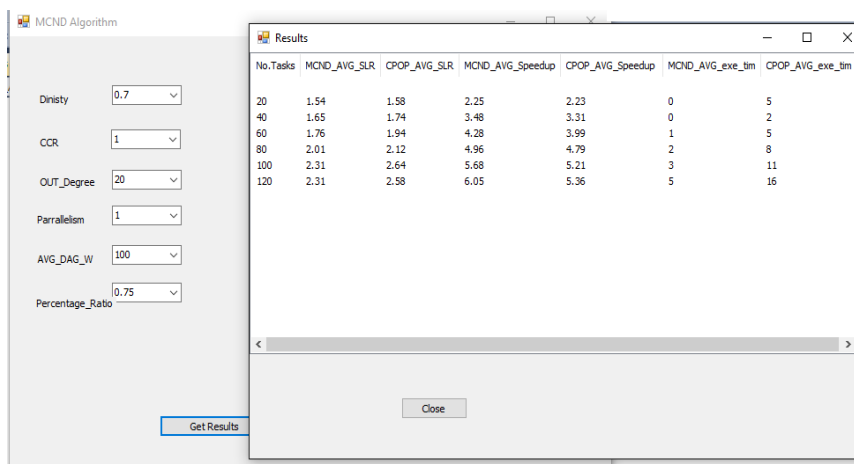 MCND Algorithm
Dinisty 0.7
CCR 1
OUT_Degree 20
Parrallelism 1
AVG_DAG_W 100
Percentage_Ratio 0.75
Get Results
Results
No.Tasks MCND_AVG_SLR CPOP_AVG_SLR MCND_AVG_Speedup CPOP_AVG_Speedup MCND_AVG_exe_tim CPOP_AVG_exe_tim
20 1.54 1.58 2.25 2.23 0 5
40 1.65 1.74 3.48 3.31 0 2
60 1.76 1.94 4.28 3.99 1 5
80 2.01 2.12 4.96 4.79 2 8
100 2.31 2.64 5.68 5.21 3 11
120 2.31 2.58 6.05 5.36 5 16
Close